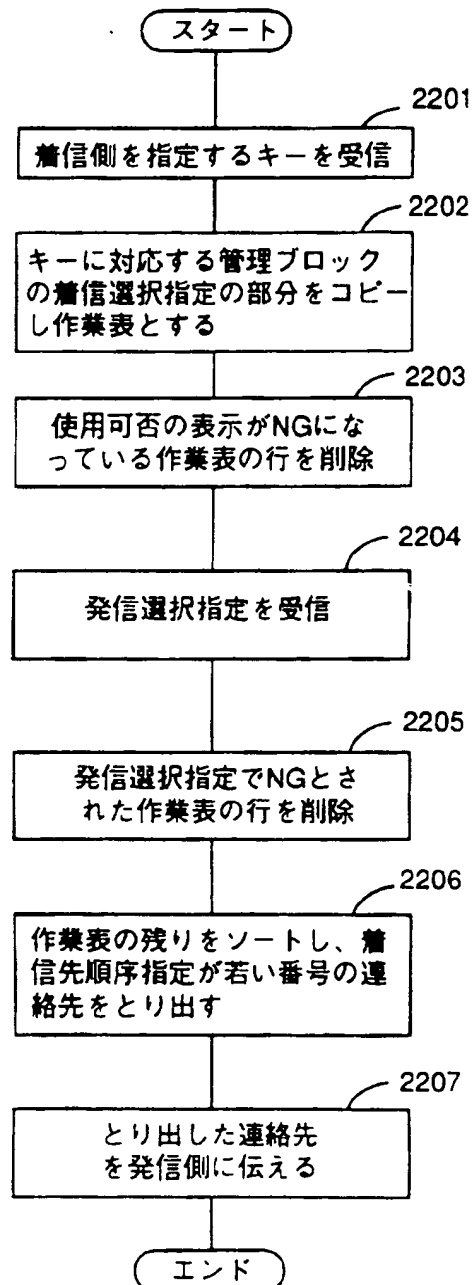 スタート
2201
着信側を指定するキーを受信
2202
キーに対応する管理ブロック
の着信選択指定の部分をコピー
し作業表とする
2203
使用可否の表示がNGにな
っている作業表の行を削除
2204
発信選択指定を受信
2205
発信選択指定でNGとさ
れた作業表の行を削除
2206
作業表の残りをソートし、着
信先順序指定が若い番号の連
絡先をとり出す
2207
とり出した連絡先
を発信側に伝える
エンド